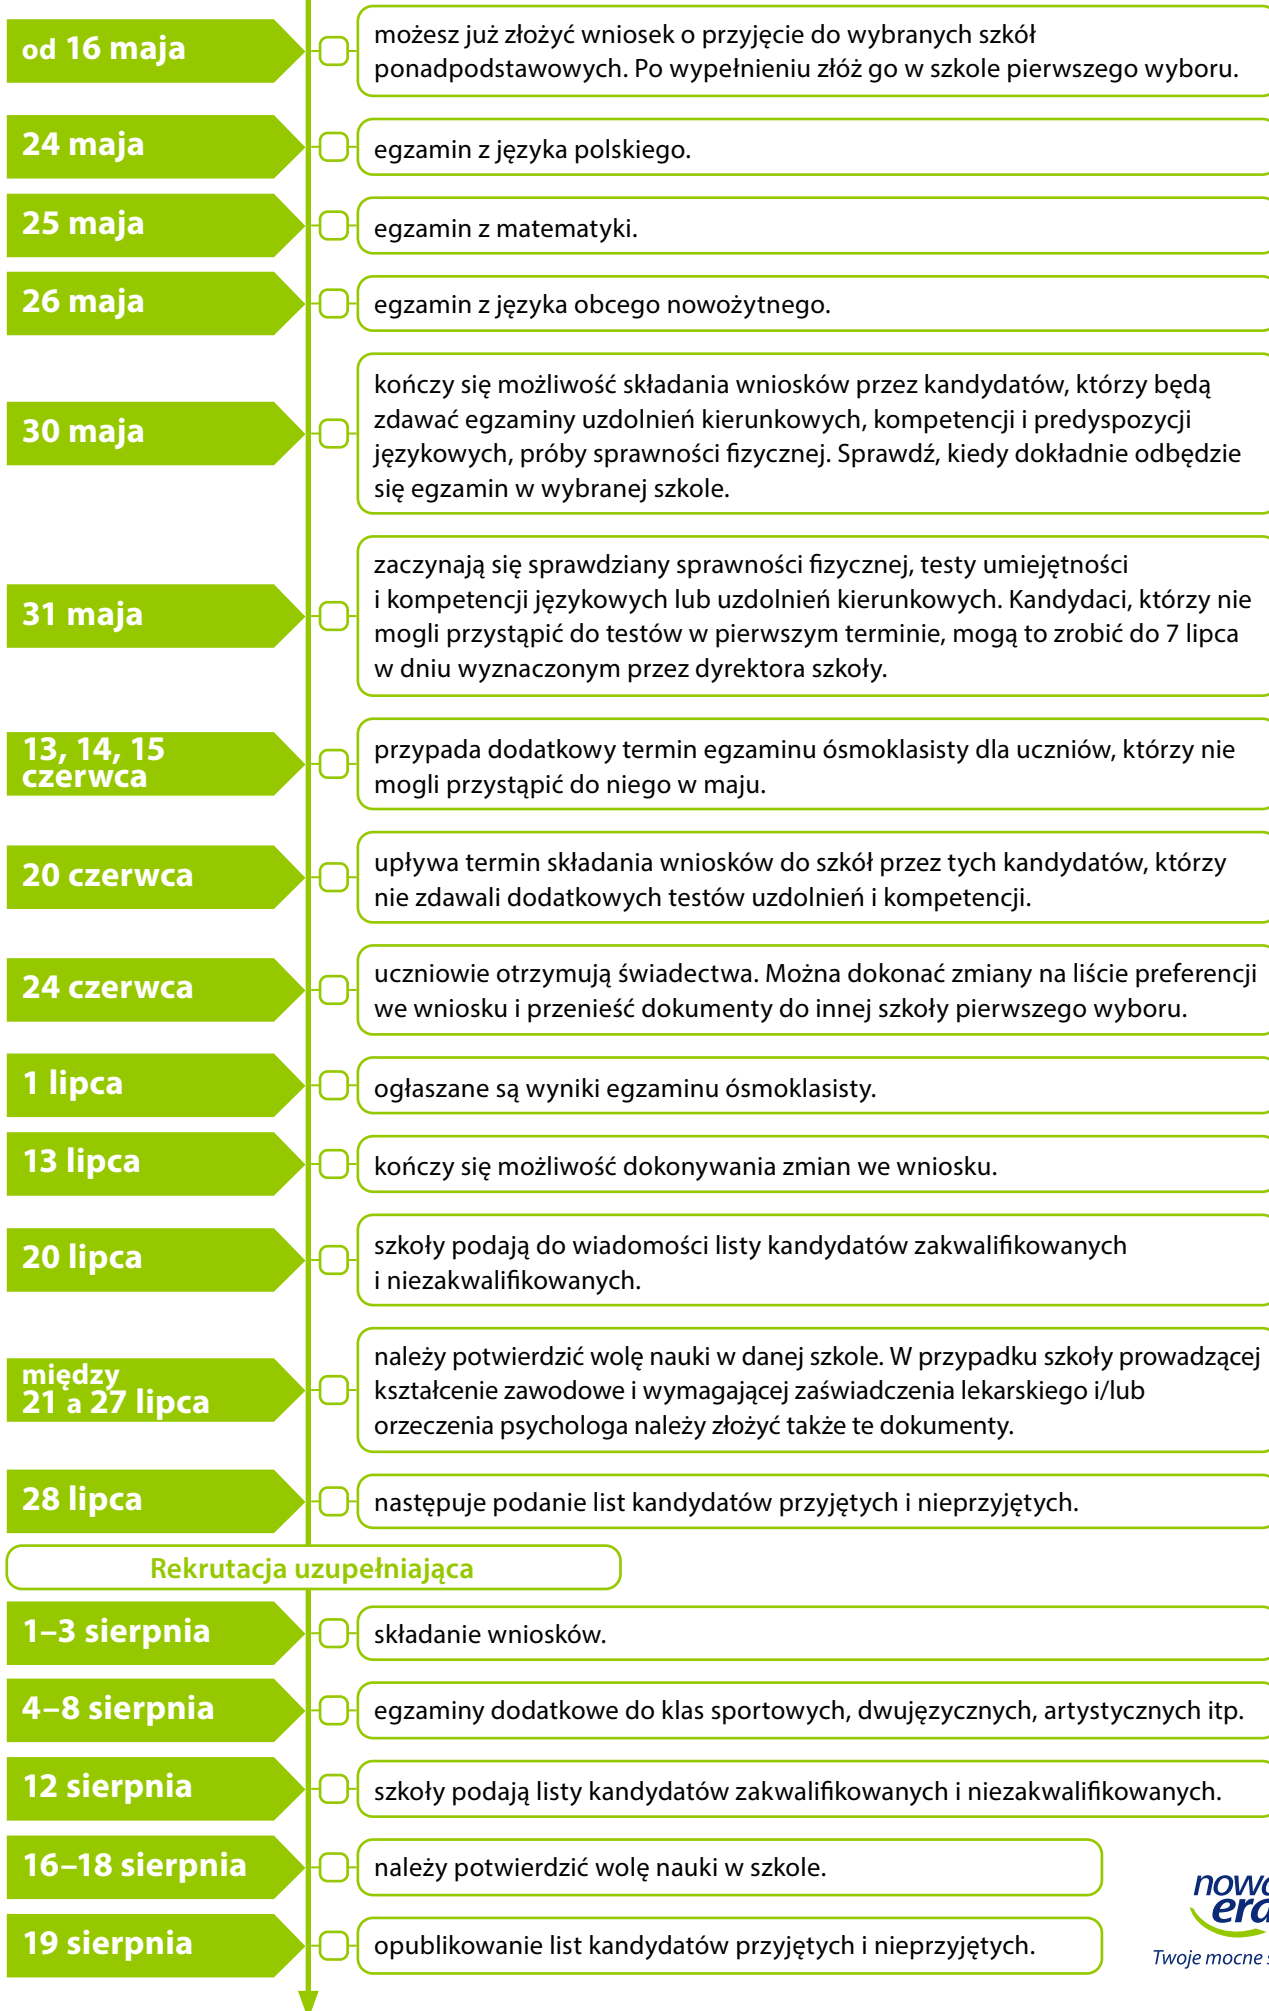 od 16 maja
możesz już złożyć wniosek o przyjęcie do wybranych szkół
ponadpodstawowych. Po wypełnieniu złóż go w szkole pierwszego wyboru.
24 maja
egzamin z języka polskiego.
25 maja
egzamin z matematyki.
26 maja
egzamin z języka obcego nowożytnego.
30 maja
kończy się możliwość składania wniosków przez kandydatów, którzy będą
zdawać egzaminy uzdolnień kierunkowych, kompetencji i predyspozycji
językowych, próby sprawności fizycznej. Sprawdź, kiedy dokładnie odbędzie
się egzamin w wybranej szkole.
31 maja
zaczynają się sprawdziany sprawności fizycznej, testy umiejętności
i kompetencji językowych lub uzdolnień kierunkowych. Kandydaci, którzy nie
mogli przystąpić do testów w pierwszym terminie, mogą to zrobić do 7 lipca
w dniu wyznaczonym przez dyrektora szkoły.
13, 14, 15
czerwca
przypada dodatkowy termin egzaminu ósmoklasisty dla uczniów, którzy nie
mogli przystąpić do niego w maju.
20 czerwca
upływa termin składania wniosków do szkół przez tych kandydatów, którzy
nie zdawali dodatkowych testów uzdolnień i kompetencji.
24 czerwca
uczniowie otrzymują świadectwa. Można dokonać zmiany na liście preferencji
we wniosku i przenieść dokumenty do innej szkoły pierwszego wyboru.
1 lipca
ogłaszane są wyniki egzaminu ósmoklasisty.
13 lipca
kończy się możliwość dokonywania zmian we wniosku.
20 lipca
szkoły podają do wiadomości listy kandydatów zakwalifikowanych
i niezakwalifikowanych.
między
21 a 27 lipca
należy potwierdzić wolę nauki w danej szkole. W przypadku szkoły prowadzącej
kształcenie zawodowe i wymagającej zaświadczenia lekarskiego i/lub
orzeczenia psychologa należy złożyć także te dokumenty.
28 lipca
następuje podanie list kandydatów przyjętych i nieprzyjętych.
Rekrutacja uzupełniająca
1–3 sierpnia
składanie wniosków.
4–8 sierpnia
egzaminy dodatkowe do klas sportowych, dwujęzycznych, artystycznych itp.
12 sierpnia
szkoły podają listy kandydatów zakwalifikowanych i niezakwalifikowanych.
16–18 sierpnia
należy potwierdzić wolę nauki w szkole.
19 sierpnia
opublikowanie list kandydatów przyjętych i nieprzyjętych.
Twoje mocne